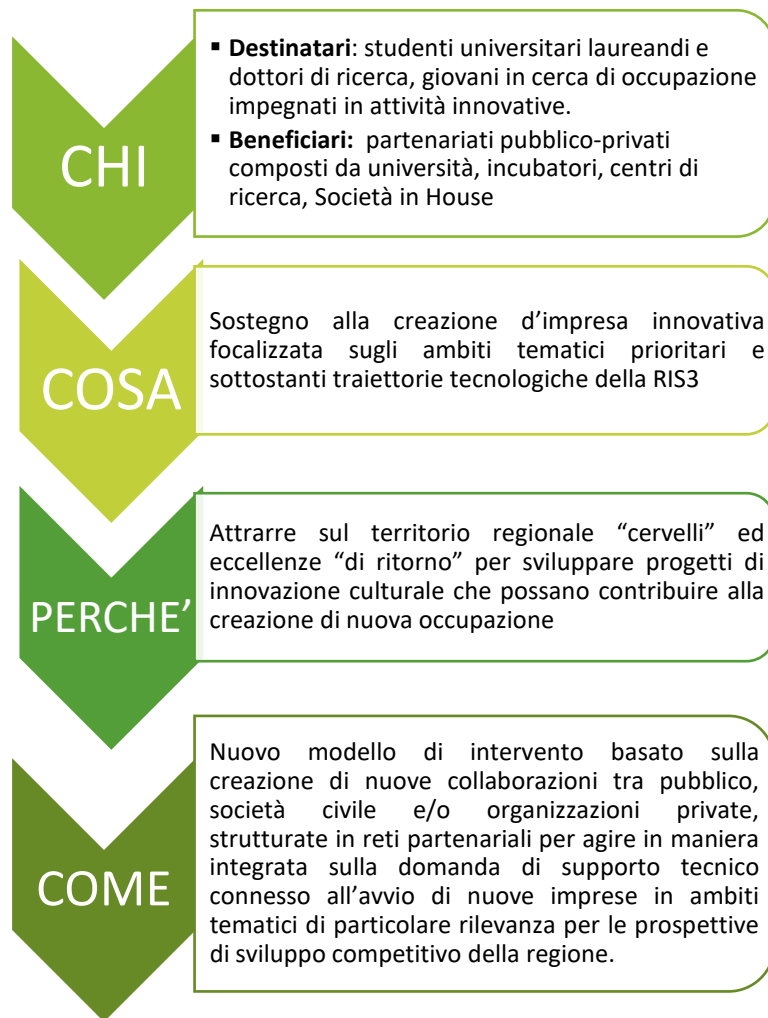 CHI
▪ Destinatari: studenti universitari laureandi e
dottori di ricerca, giovani in cerca di occupazione
impegnati in attività innovative.
▪ Beneficiari: partenariati pubblico-privati
composti da università, incubatori, centri di
ricerca, Società in House
COSA
Sostegno alla creazione d’impresa innovativa
focalizzata sugli ambiti tematici prioritari e
sottostanti traiettorie tecnologiche della RIS3
PERCHE’
Attrarre sul territorio regionale “cervelli” ed
eccellenze “di ritorno” per sviluppare progetti di
innovazione culturale che possano contribuire alla
creazione di nuova occupazione
COME
Nuovo modello di intervento basato sulla
creazione di nuove collaborazioni tra pubblico,
società civile e/o organizzazioni private,
strutturate in reti partenariali per agire in maniera
integrata sulla domanda di supporto tecnico
connesso all’avvio di nuove imprese in ambiti
tematici di particolare rilevanza per le prospettive
di sviluppo competitivo della regione.